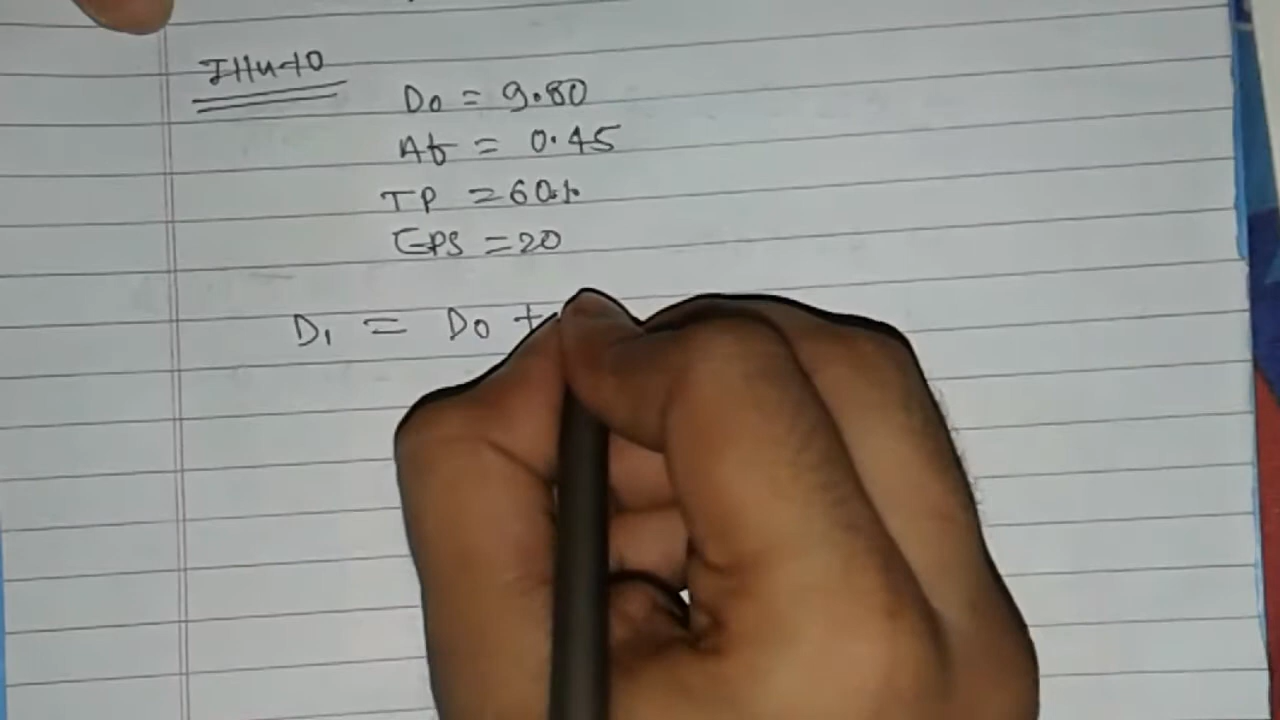 Illu-10
D0 = 9.80
Af = 0.45
TP = 60%
EPS = 20
D1 = D0 +